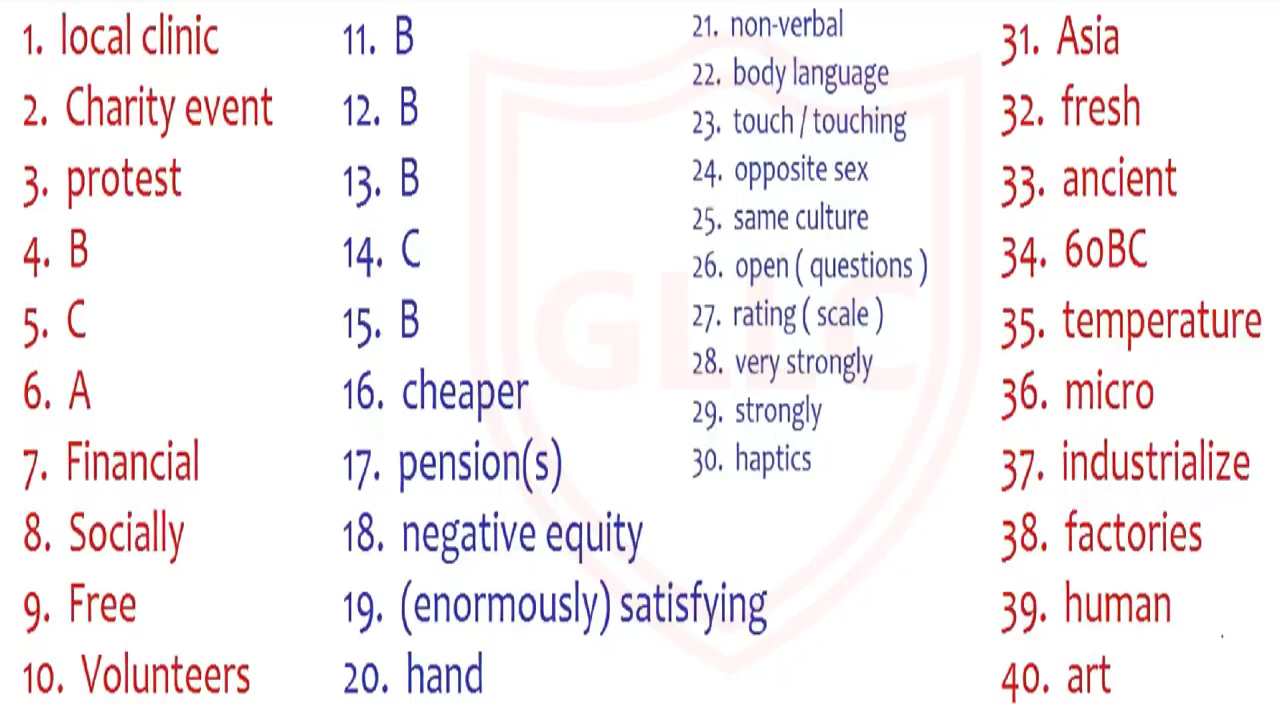 1. local clinic
2. Charity event
3. protest
4. B
5. C
6. A
7. Financial
8. Socially
9. Free
10. Volunteers
11. B
12. B
13. B
14. C
15. B
16. cheaper
17. pension(s)
18. negative equity
19. (enormously) satisfying
20. hand
21. non-verbal
22. body language
23. touch / touching
24. opposite sex
25. same culture
26. open ( questions )
27. rating ( scale )
28. very strongly
29. strongly
30. haptics
31. Asia
32. fresh
33. ancient
34. 60BC
35. temperature
36. micro
37. industrialize
38. factories
39. human
40. art
GLLC